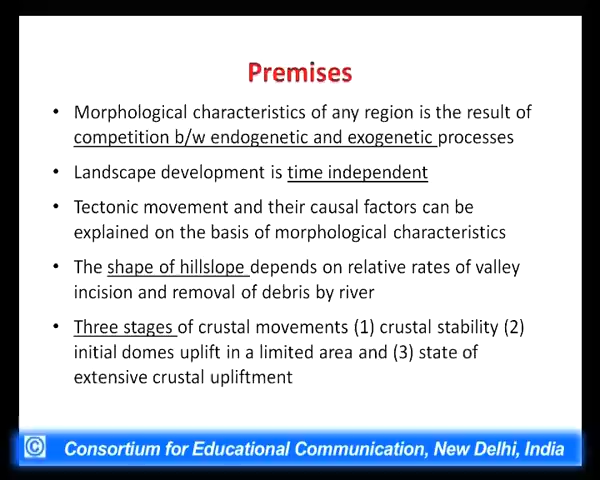 Premises
• Morphological characteristics of any region is the result of
competition b/w endogenetic and exogenetic processes
• Landscape development is time independent
• Tectonic movement and their causal factors can be
explained on the basis of morphological characteristics
• The shape of hillslope depends on relative rates of valley
incision and removal of debris by river
• Three stages of crustal movements (1) crustal stability (2)
initial domes uplift in a limited area and (3) state of
extensive crustal upliftment
© Consortium for Educational Communication, New Delhi, India